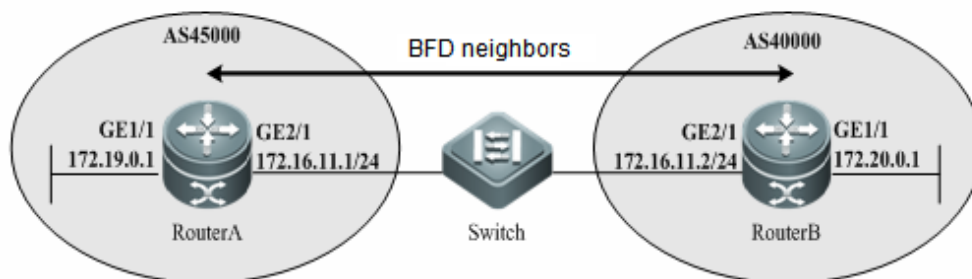 AS45000
BFD neighbors
AS40000
GE1/1
GE2/1
GE2/1
GE1/1
172.19.0.1
172.16.11.1/24
172.16.11.2/24
172.20.0.1
RouterA
Switch
RouterB